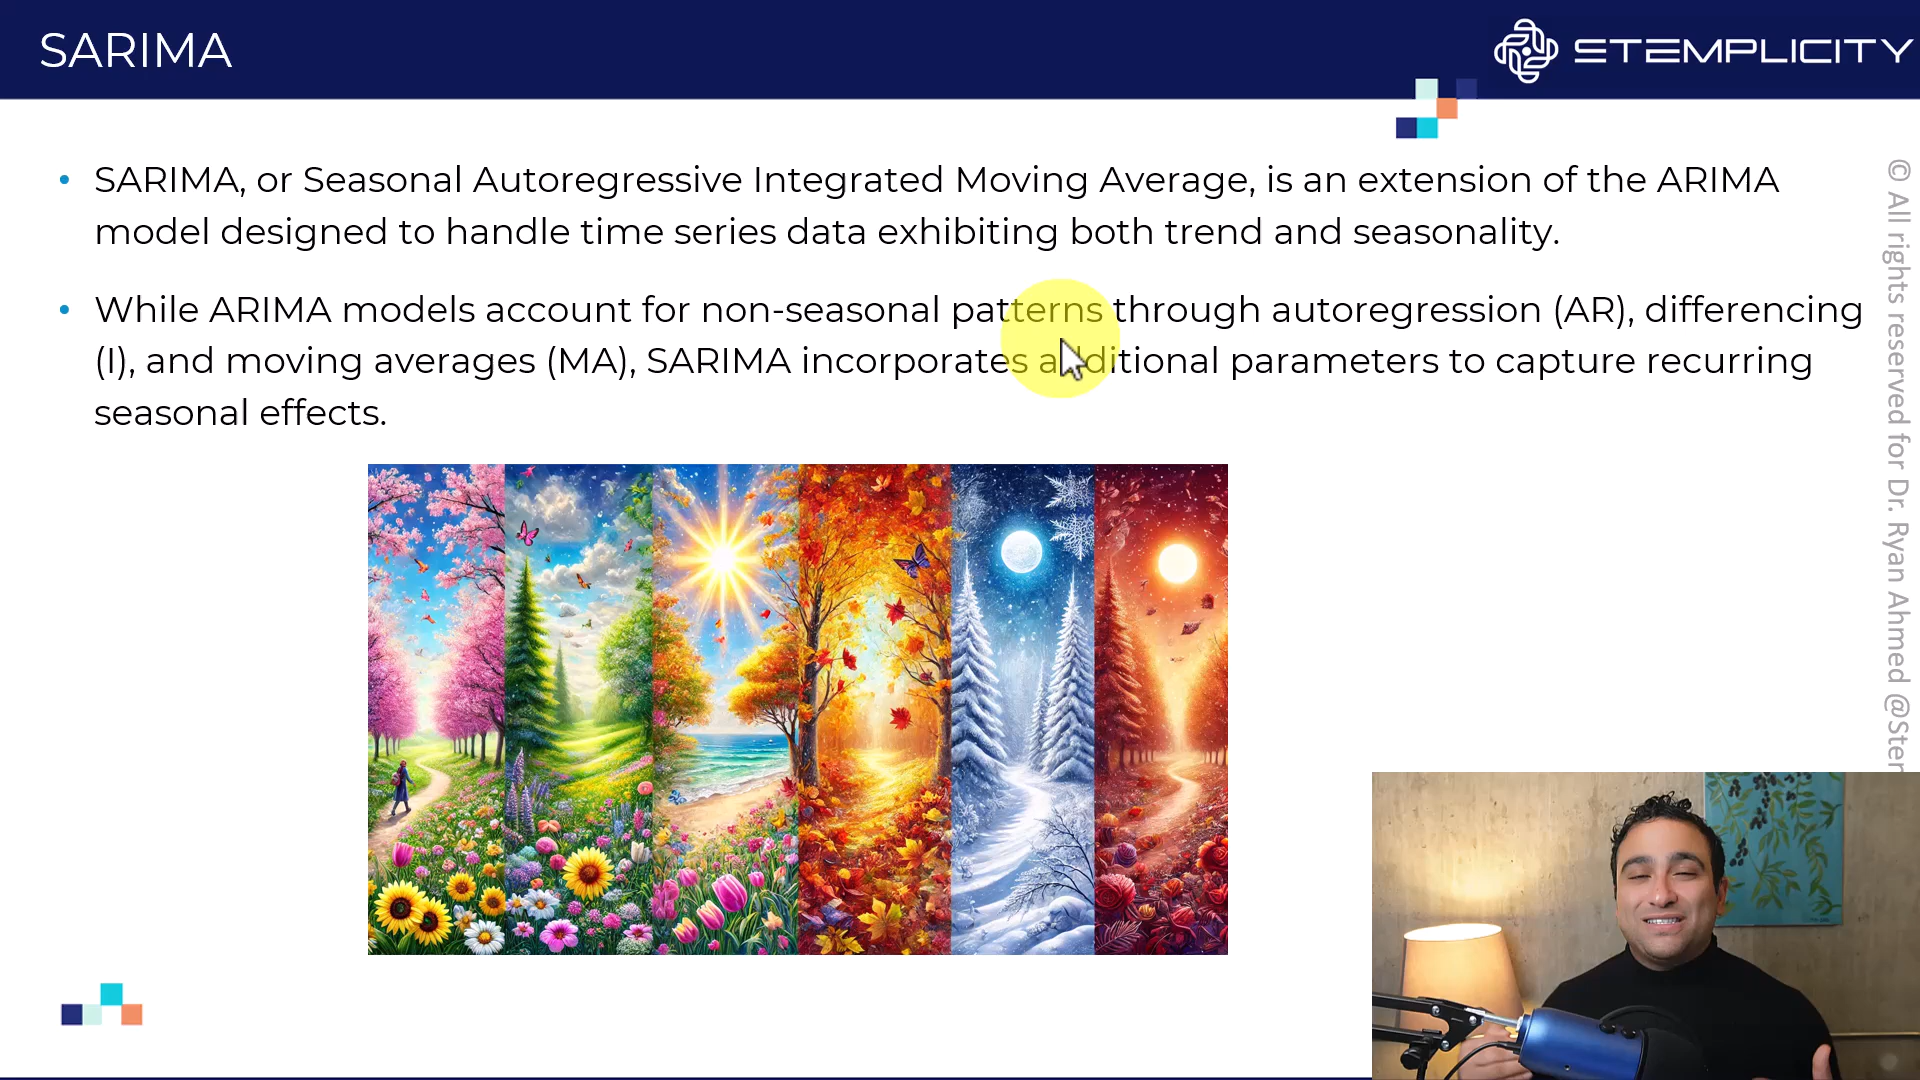 SARIMA
STEMPLICITY
• SARIMA, or Seasonal Autoregressive Integrated Moving Average, is an extension of the ARIMA
model designed to handle time series data exhibiting both trend and seasonality.
• While ARIMA models account for non-seasonal patterns through autoregression (AR), differencing
(I), and moving averages (MA), SARIMA incorporates additional parameters to capture recurring
seasonal effects.
© All rights reserved for Dr. Ryan Ahmed